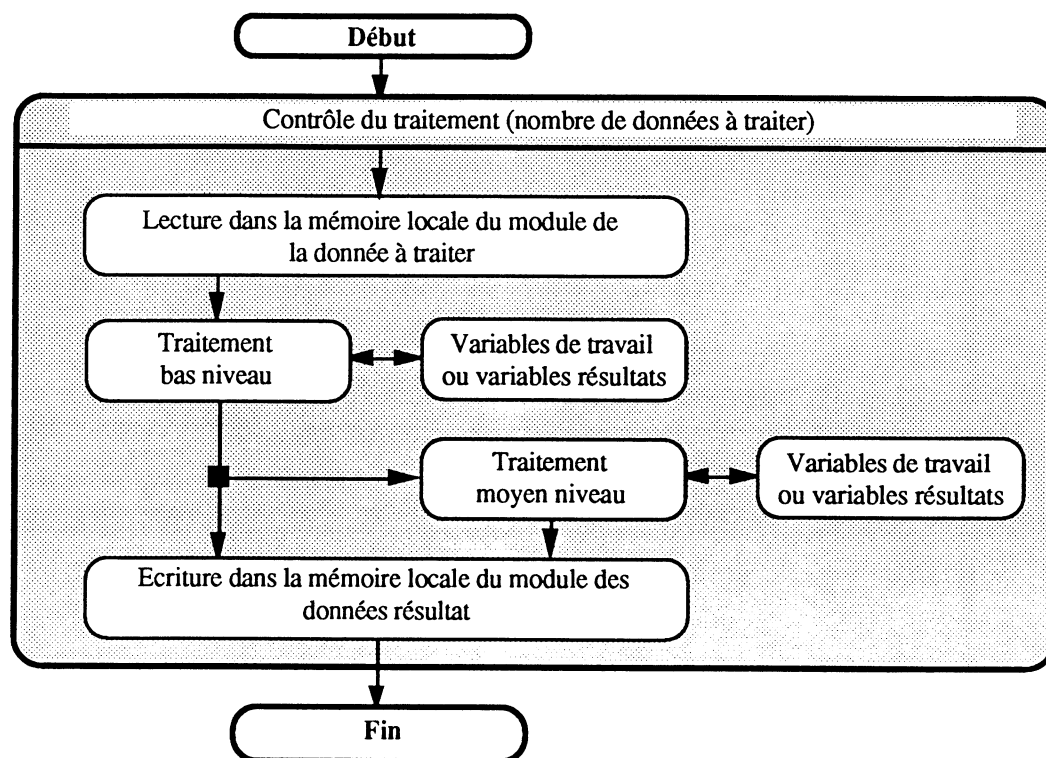 Début
Contrôle du traitement (nombre de données à traiter)
Lecture dans la mémoire locale du module de
la donnée à traiter
Traitement
bas niveau
Variables de travail
ou variables résultats
Traitement
moyen niveau
Variables de travail
ou variables résultats
Ecriture dans la mémoire locale du module des
données résultat
Fin